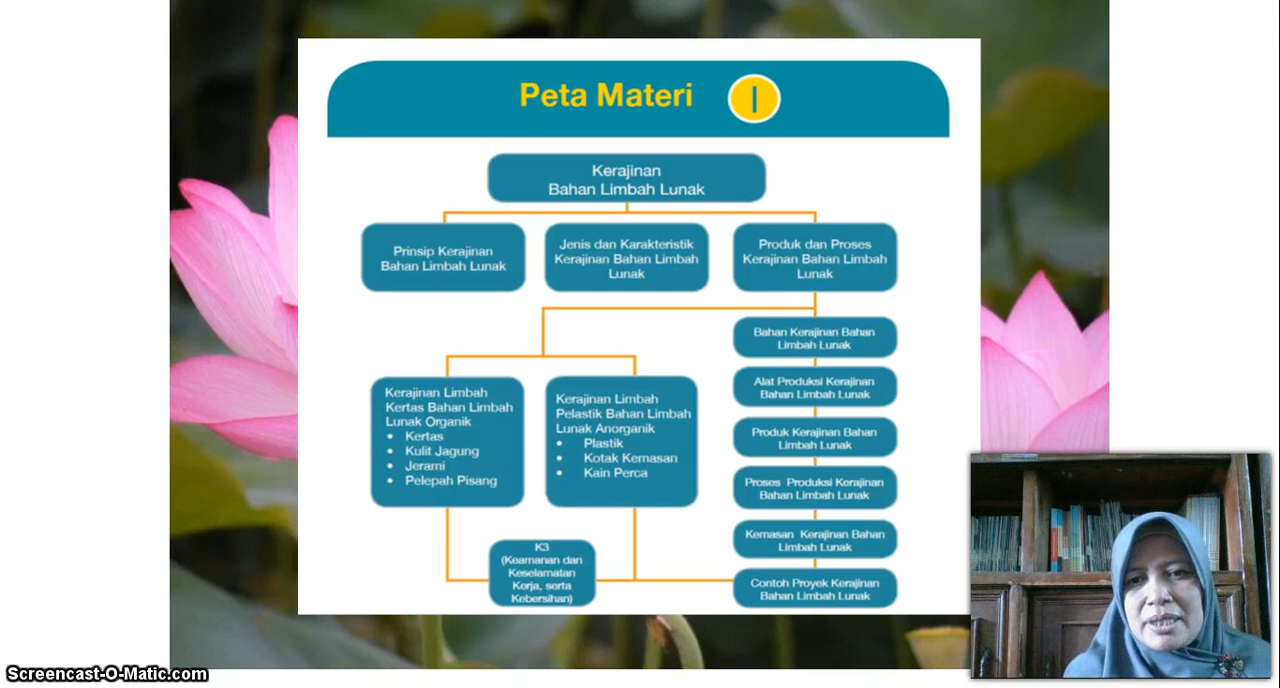 Peta Materi I
Kerajinan
Bahan Limbah Lunak
Prinsip Kerajinan
Bahan Limbah Lunak
Jenis dan Karakteristik
Kerajinan Bahan Limbah
Lunak
Produk dan Proses
Kerajinan Bahan Limbah
Lunak
Kerajinan Limbah
Kertas Bahan Limbah
Lunak Organik
• Kertas
• Kulit Jagung
• Jerami
• Pelepah Pisang
Kerajinan Limbah
Pelastik Bahan Limbah
Lunak Anorganik
• Plastik
• Kotak Kemasan
• Kain Perca
Bahan Kerajinan Bahan
Limbah Lunak
Alat Produksi Kerajinan
Bahan Limbah Lunak
Produk Kerajinan Bahan
Limbah Lunak
Proses Produksi Kerajinan
Bahan Limbah Lunak
Kemasan Kerajinan Bahan
Limbah Lunak
Contoh Proyek Kerajinan
Bahan Limbah Lunak
K3
(Keamanan dan
Keselamatan
Kerja, serta
Kebersihan)
Screencast-O-Matic.com